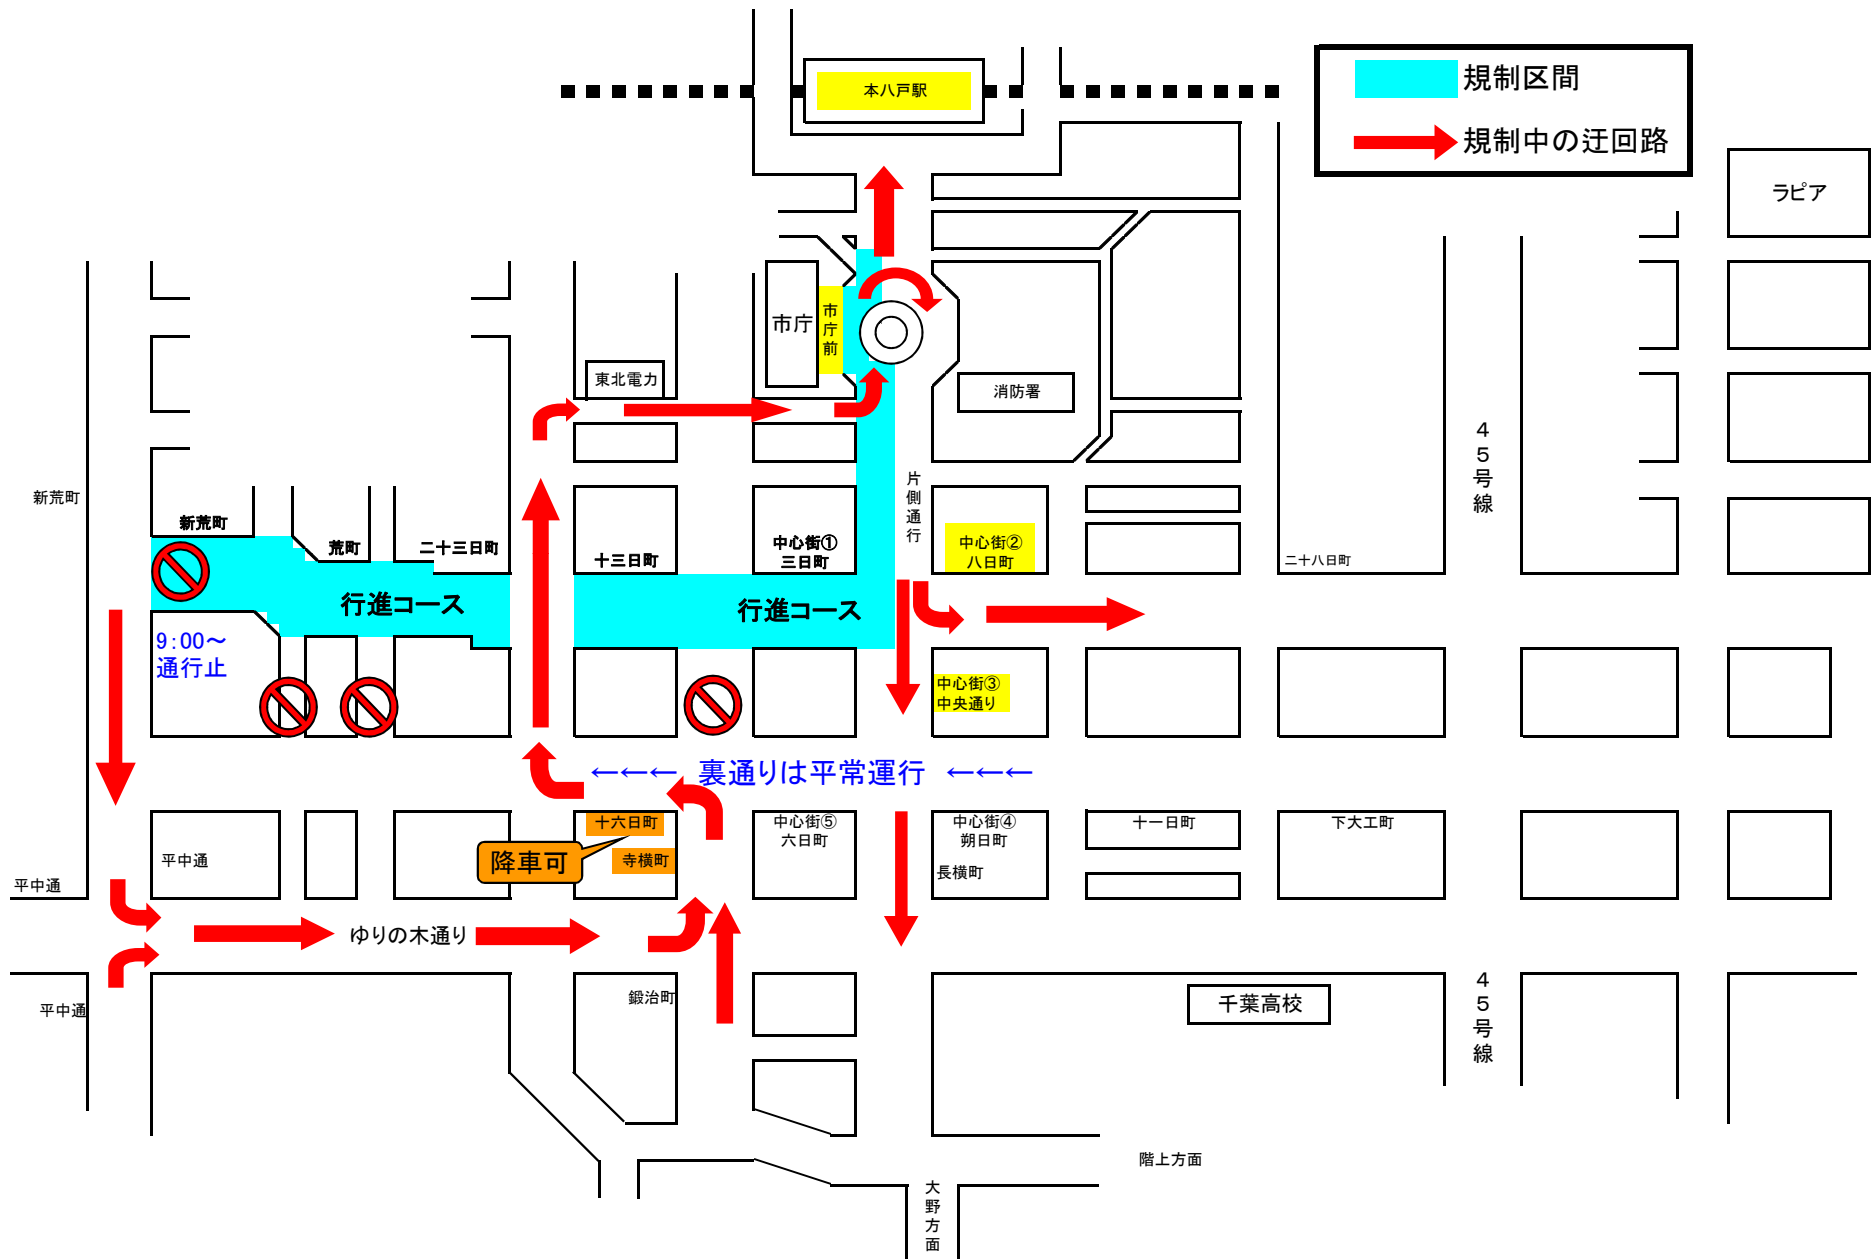 本八戸駅
規制区間
規制中の迂回路
ラピア
市庁
市庁前
東北電力
消防署
新荒町
新荒町
荒町
二十三日町
十三日町
中心街①
三日町
片側通行
中心街②
八日町
二十八日町
45号線
行進コース
行進コース
9:00～
通行止
中心街③
中央通り
←←← 裏通りは平常運行 ←←←
十六日町
中心街⑤
六日町
中心街④
朔日町
十一日町
下大工町
降車可
寺横町
長横町
平中通
平中通
ゆりの木通り
平中通
鍛治町
千葉高校
45号線
階上方面
大野方面